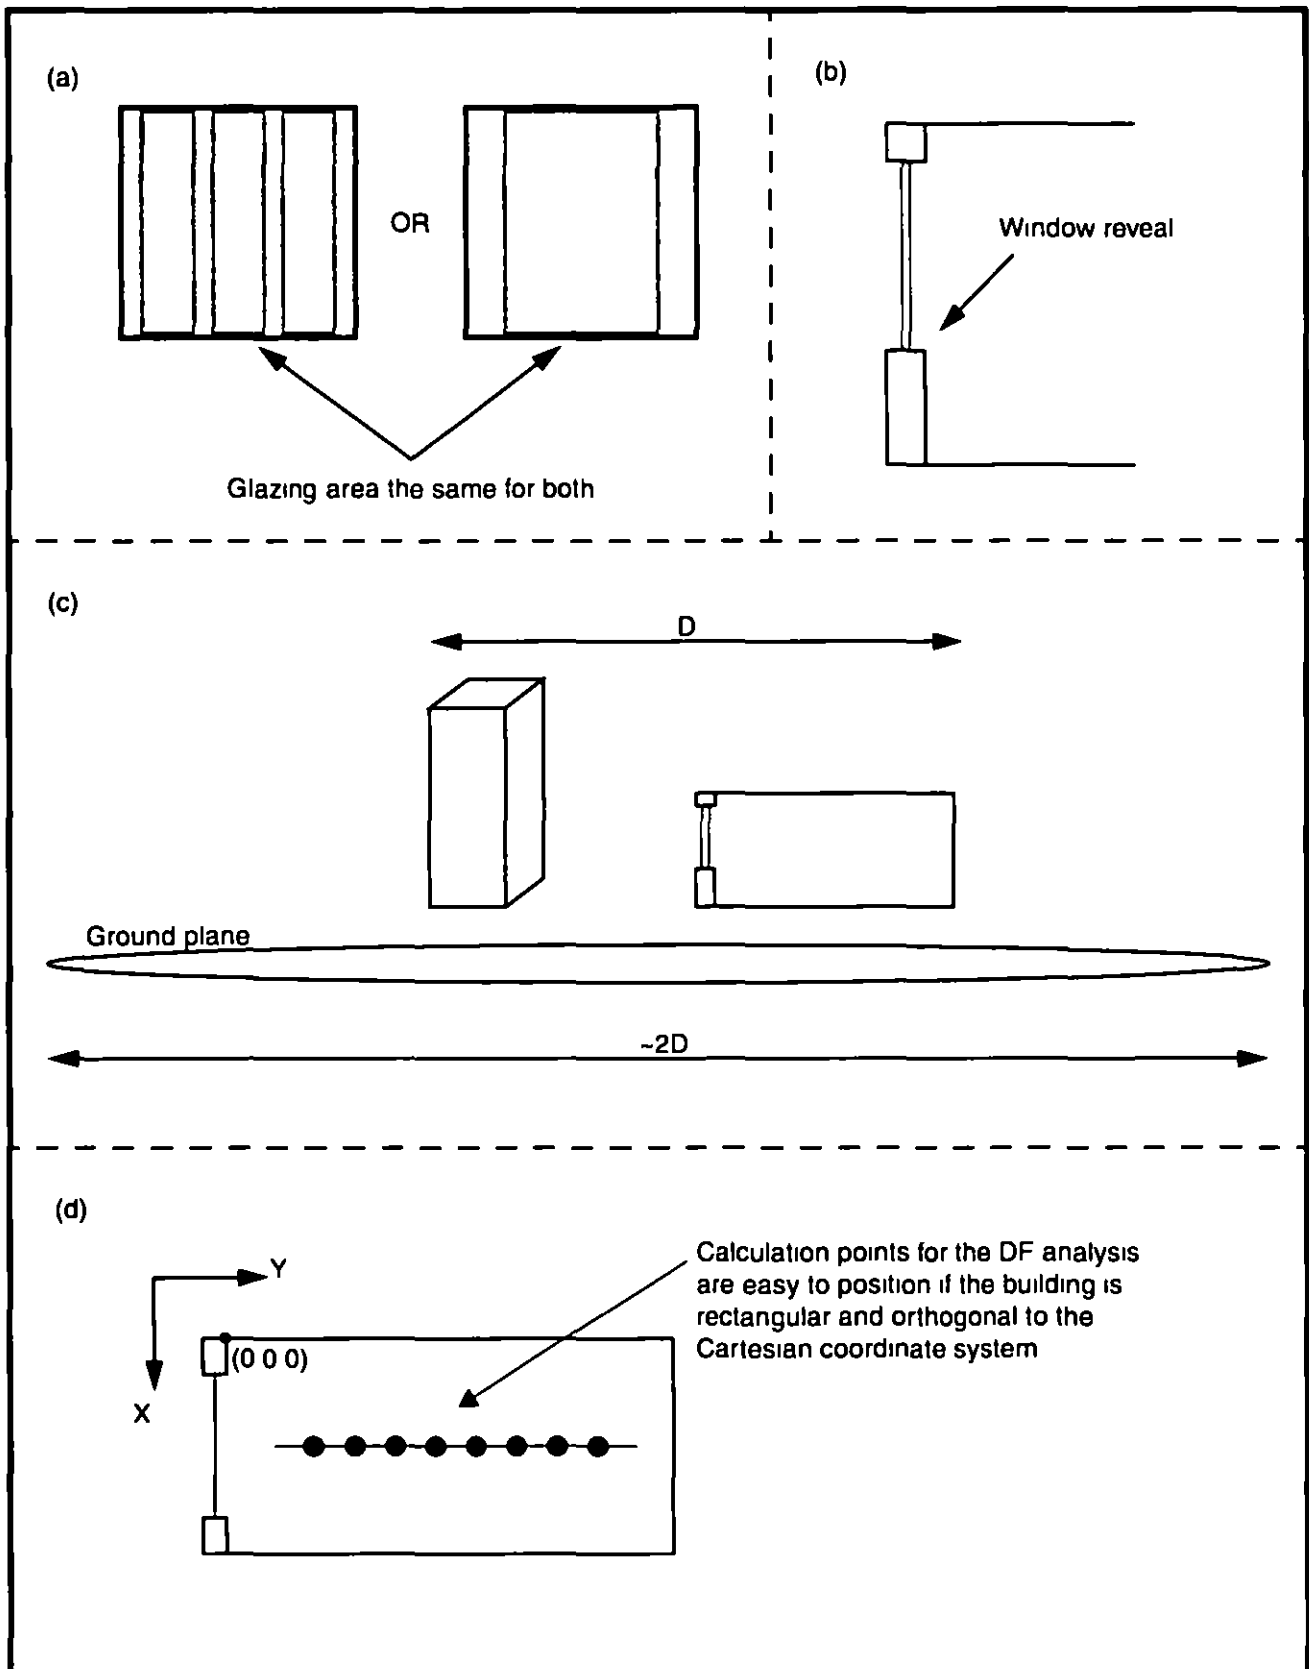 (a)
OR
Glazing area the same for both
(b)
Window reveal
(c)
D
Ground plane
~2D
(d)
Y
(0 0 0)
X
Calculation points for the DF analysis
are easy to position if the building is
rectangular and orthogonal to the
Cartesian coordinate system